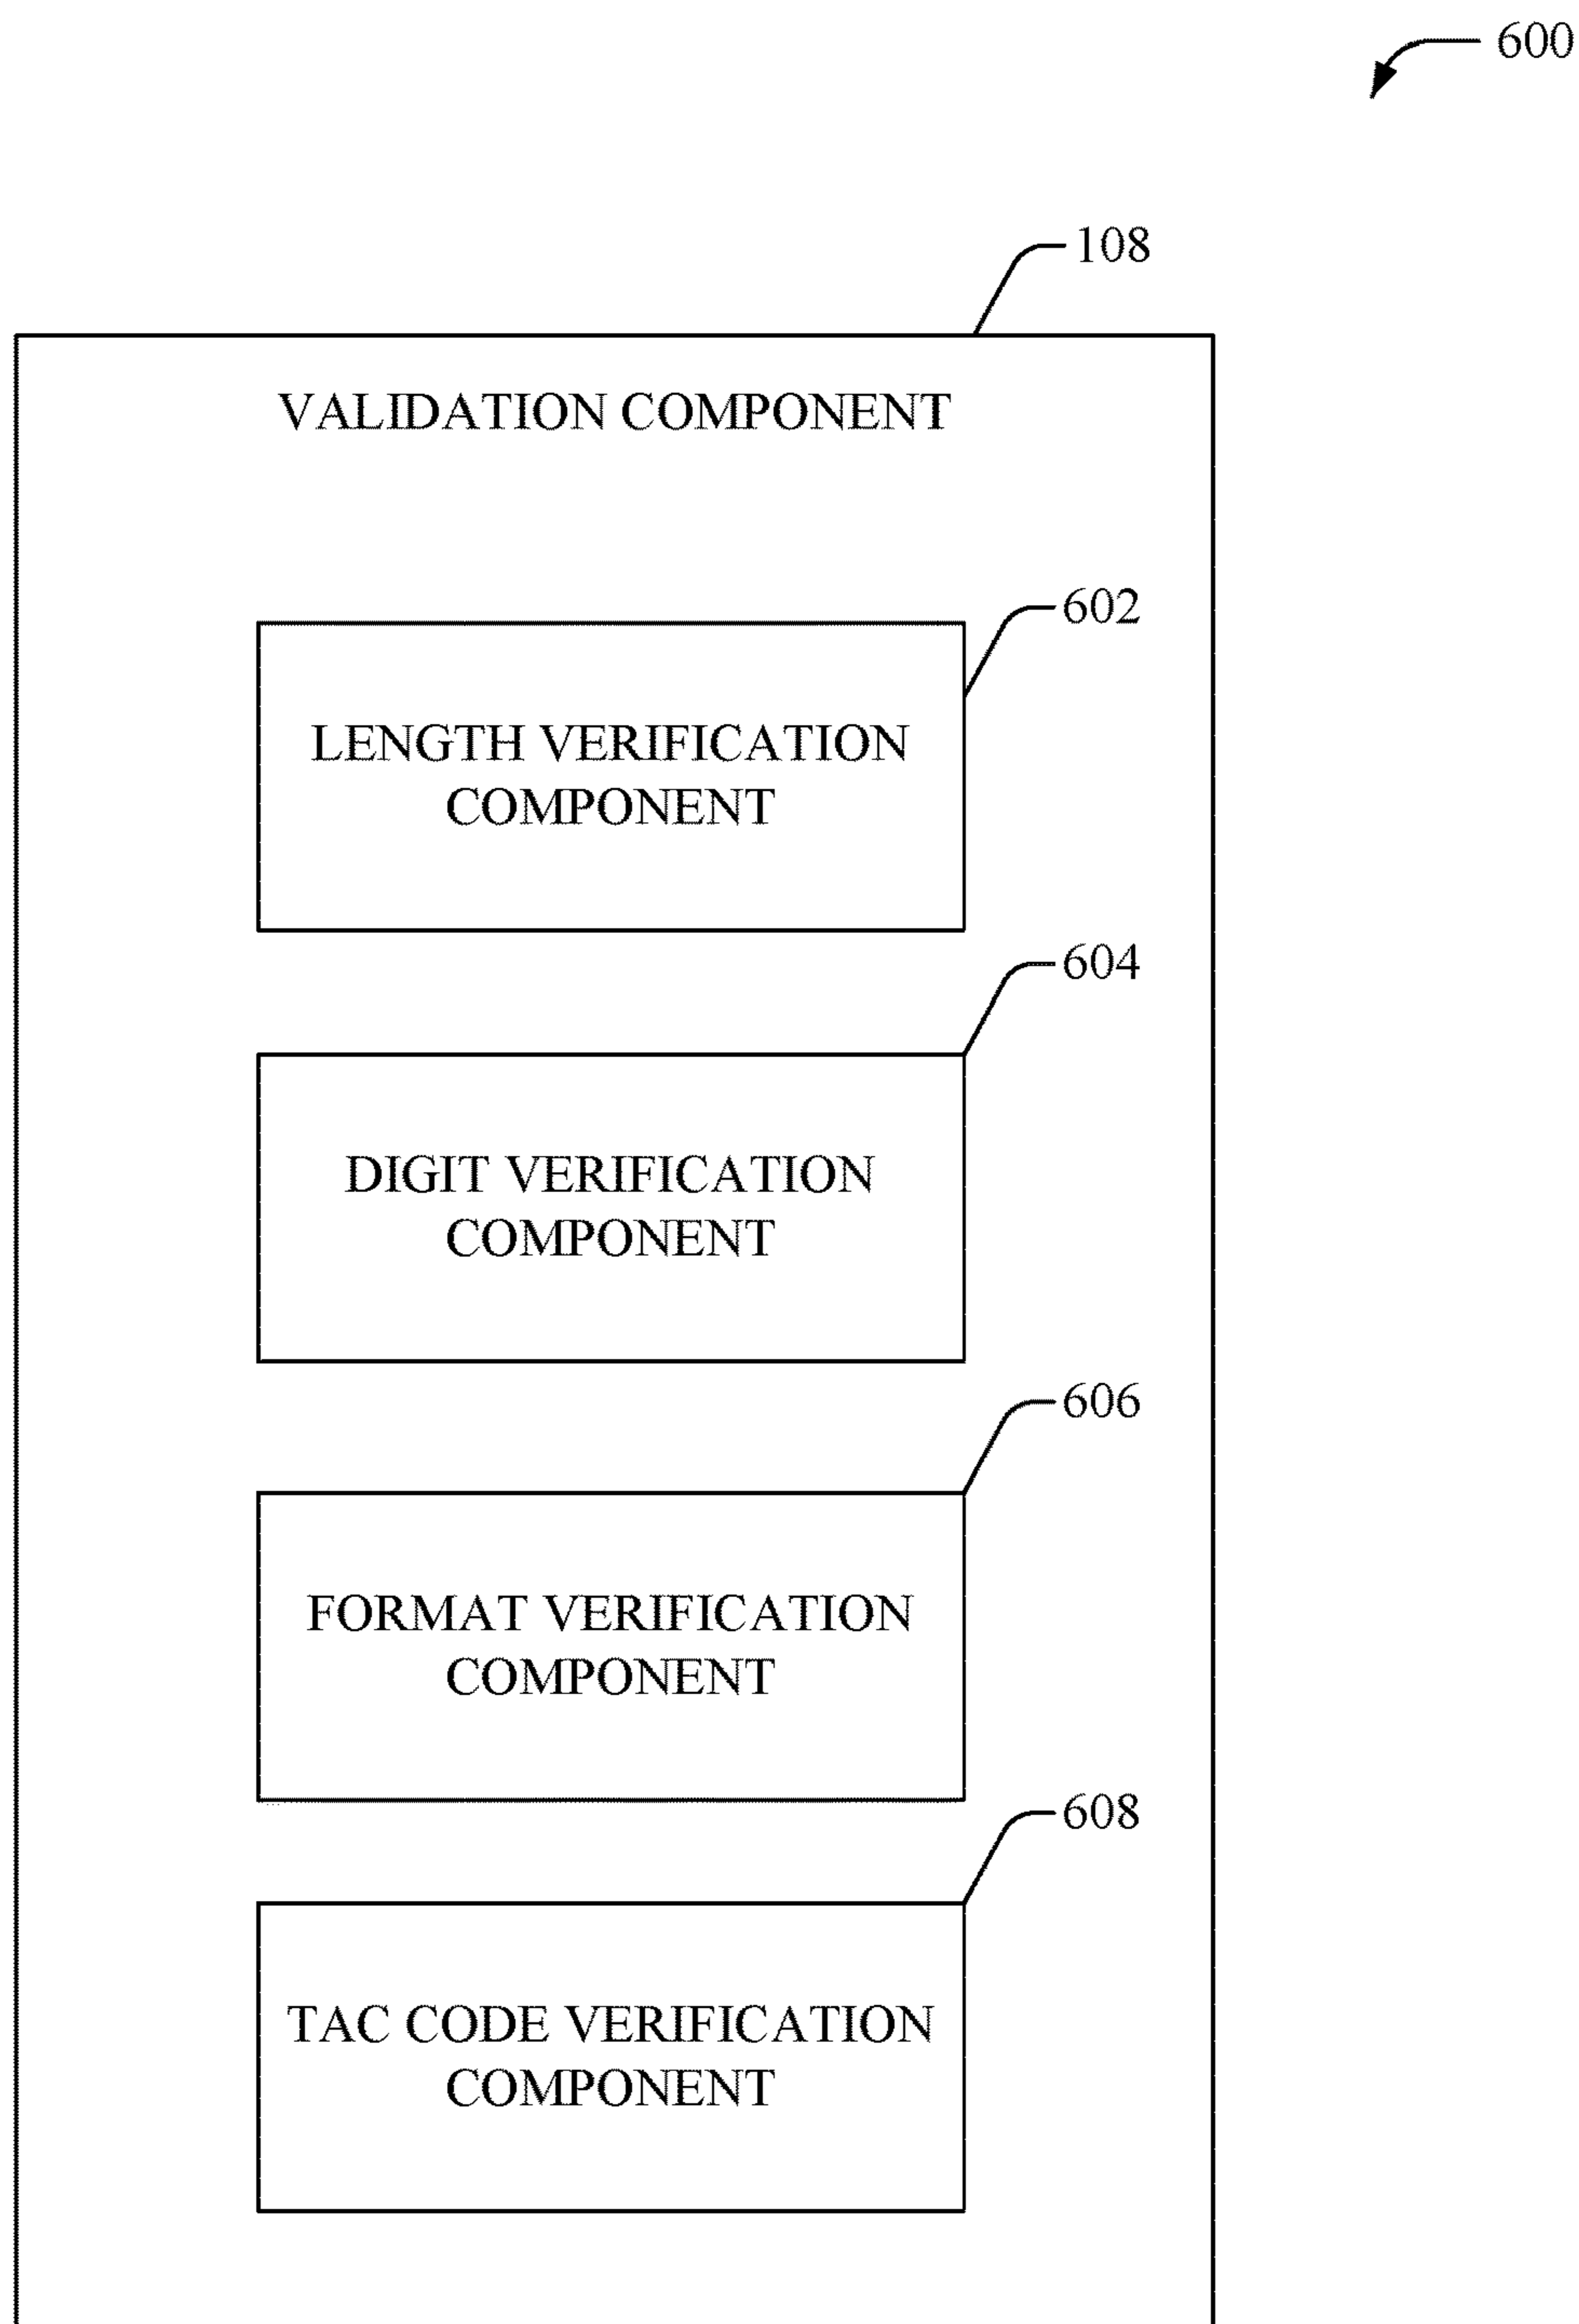 600
108
VALIDATION COMPONENT
602
LENGTH VERIFICATION
COMPONENT
604
DIGIT VERIFICATION
COMPONENT
606
FORMAT VERIFICATION
COMPONENT
608
TAC CODE VERIFICATION
COMPONENT